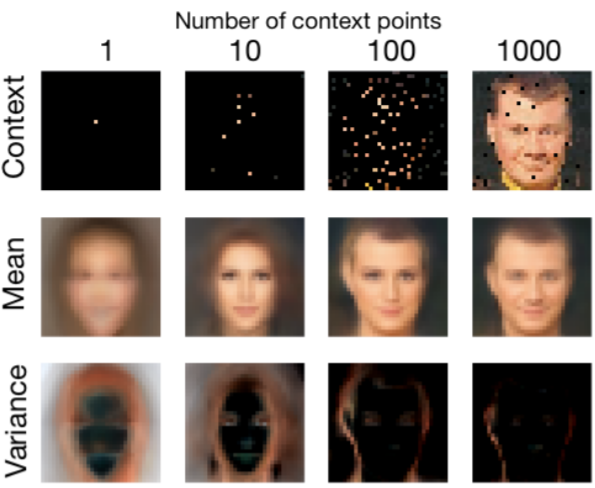 Number of context points
1 10 100 1000
Context
Mean
Variance